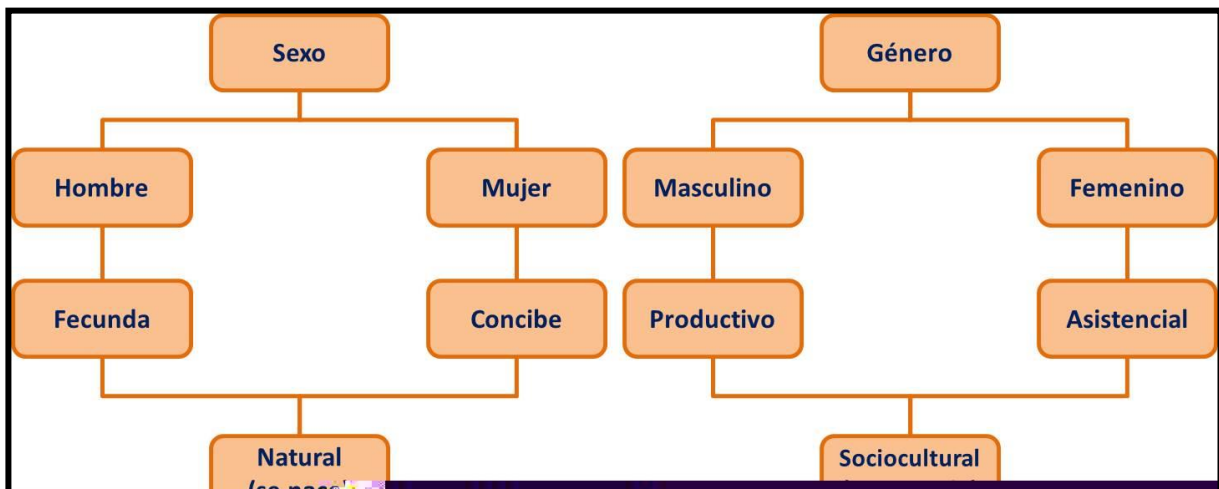 Sexo
Género
Hombre
Mujer
Masculino
Femenino
Fecunda
Concibe
Productivo
Asistencial
Natural
Sociocultural